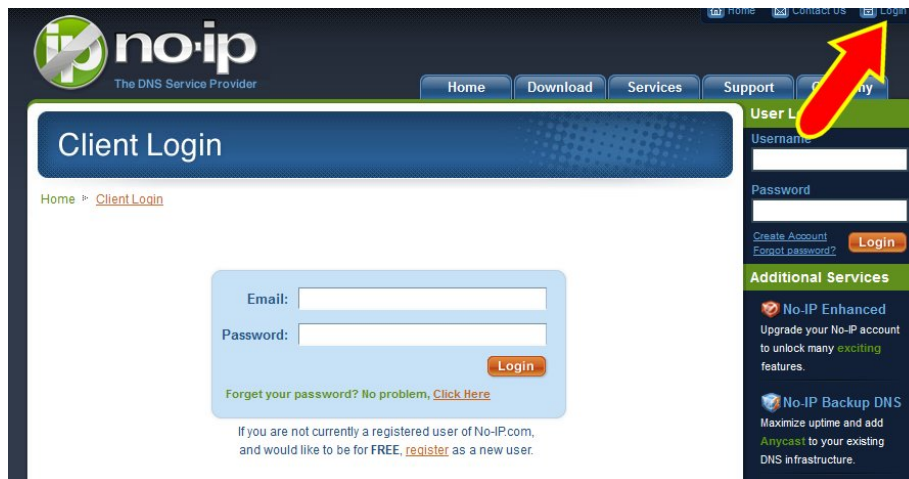 Home Contact Us Login
no·ip
The DNS Service Provider
Home Download Services Support
Client Login
Home Client Login
Email:
Password:
Login
Forget your password? No problem, Click Here
If you are not currently a registered user of No-IP.com,
and would like to be for FREE, register as a new user.
User
Username
Password
Create Account
Forgot password?
Login
Additional Services
No-IP Enhanced
Upgrade your No-IP account
to unlock many exciting
features.
No-IP Backup DNS
Maximize uptime and add
Anycast to your existing
DNS infrastructure.